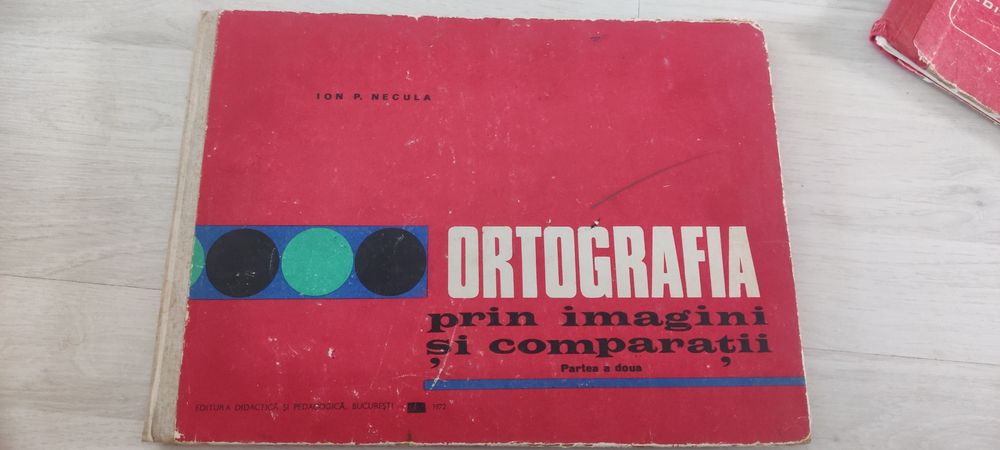 ION P. NECULA
ORTOGRAFIA
prin imagini
și comparații
Partea a doua
EDITURA DIDACTICĂ ȘI PEDAGOGICĂ, BUCUREȘTI 1972